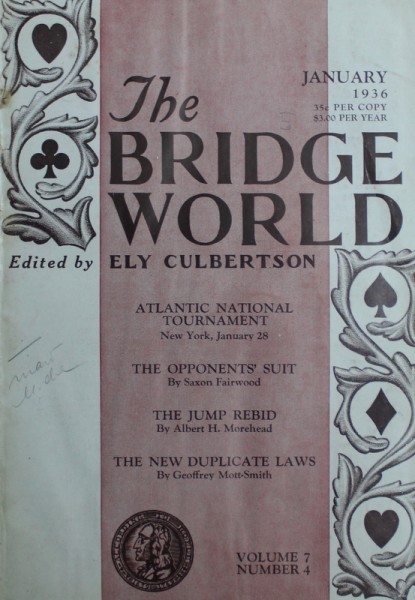 JANUARY
1936
35¢ PER COPY
$3.00 PER YEAR
The
BRIDGE
WORLD
Edited by ELY CULBERTSON
ATLANTIC NATIONAL
TOURNAMENT
New York, January 28
THE OPPONENTS' SUIT
By Saxon Fairwood
THE JUMP REBID
By Albert H. Morehead
THE NEW DUPLICATE LAWS
By Geoffrey Mott-Smith
VOLUME 7
NUMBER 4